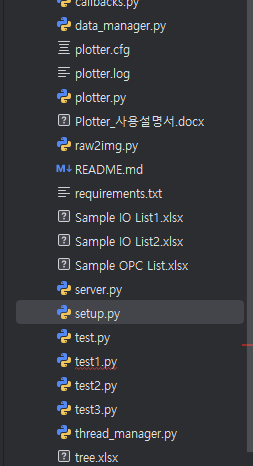 callbacks.py
data_manager.py
plotter.cfg
plotter.log
plotter.py
Plotter_사용설명서.docx
raw2img.py
README.md
requirements.txt
Sample IO List1.xlsx
Sample IO List2.xlsx
Sample OPC List.xlsx
server.py
setup.py
test.py
test1.py
test2.py
test3.py
thread_manager.py
tree.xlsx